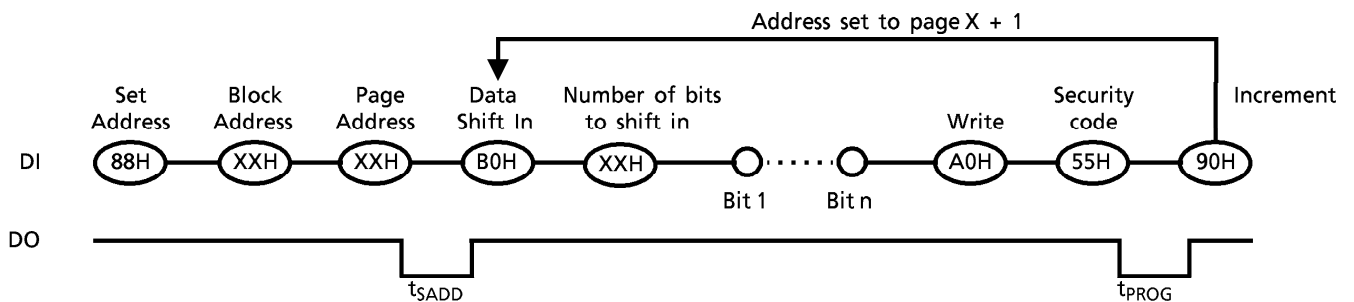 Address set to page X + 1
Set Address
Block Address
Page Address
Data Shift In
Number of bits to shift in
Write
Security code
Increment
DI
88H
XXH
XXH
B0H
XXH
A0H
55H
90H
Bit 1
Bit n
DO
tSADD
tPROG